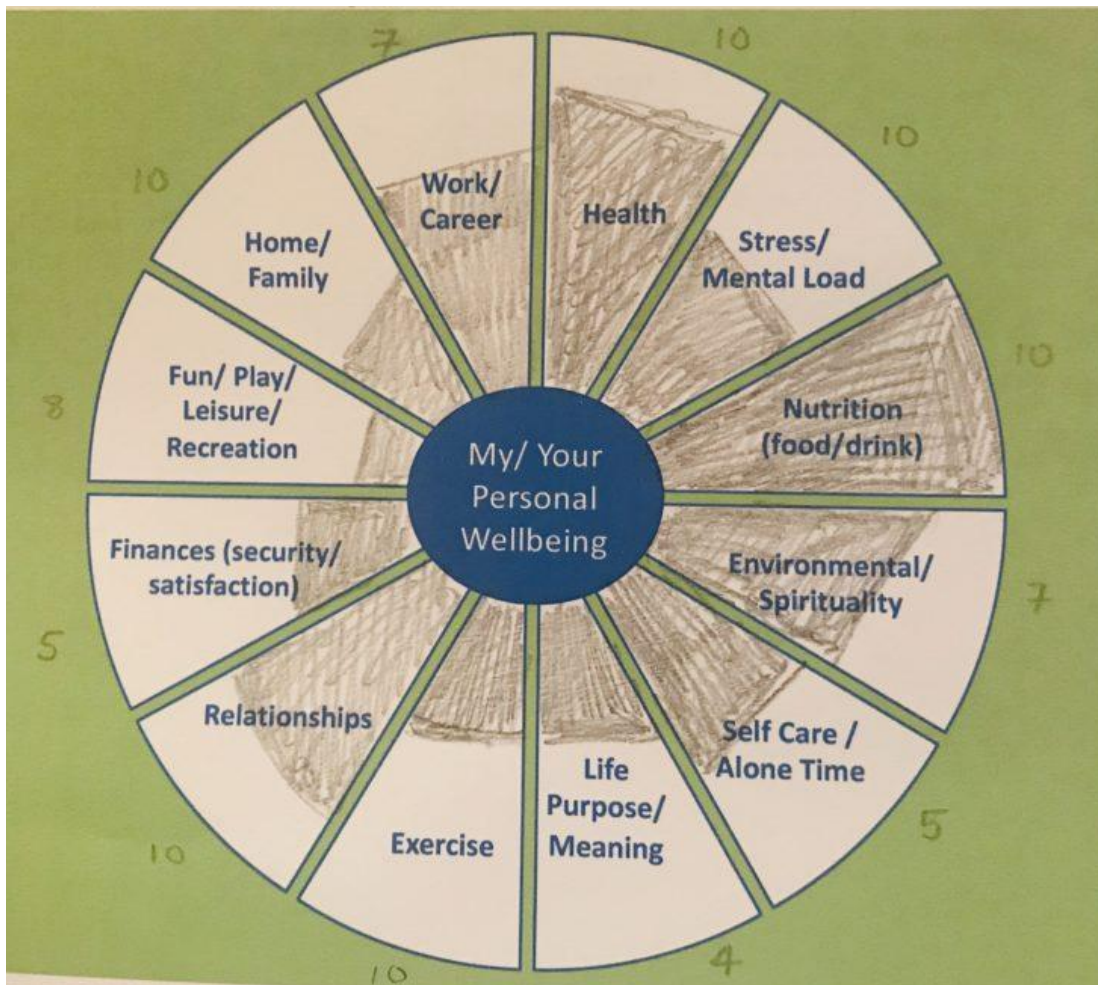 7
10
10
10
7
5
4
10
10
5
8
10
Work/
Career
Health
Stress/
Mental Load
Nutrition
(food/drink)
Environmental/
Spirituality
Self Care /
Alone Time
Life
Purpose/
Meaning
Exercise
Relationships
Finances (security/
satisfaction)
Fun/ Play/
Leisure/
Recreation
Home/
Family
My/ Your
Personal
Wellbeing